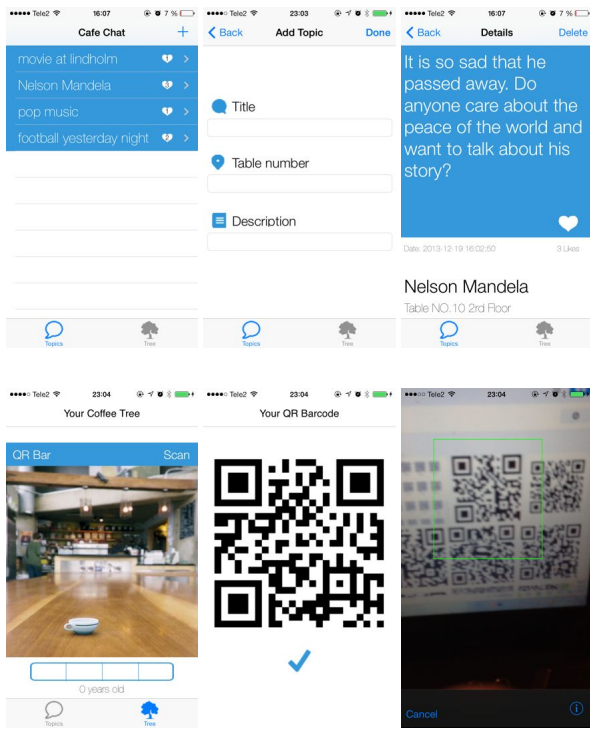 Tele2 16:07 7 %
Cafe Chat +
movie at lindholm 1
Nelson Mandela 3
pop music 1
football yesterday night 2
Topics Tree
Tele2 23:03
Back Add Topic Done
Title
Table number
Description
Topics Tree
Tele2 16:07 7 %
Back Details Delete
It is so sad that he
passed away. Do
anyone care about the
peace of the world and
want to talk about his
story?
Date: 2013-12-19 16:02:50 3 Likes
Nelson Mandela
Table NO.10 2rd Floor
Topics Tree
Tele2 23:04
Your Coffee Tree
QR Bar Scan
0 years old
Topics Tree
Tele2 23:04
Your QR Barcode
Tele2 23:04
Cancel